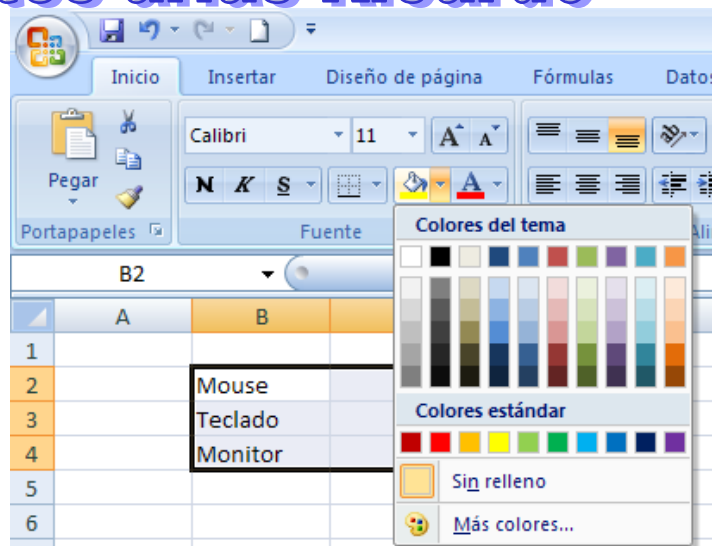 Inicio Insertar Diseño de página Fórmulas Datos
Calibri 11 A A
Pegar
N K S A
Portapapeles Fuente
B2
Colores del tema
A B
1
2 Mouse
3 Teclado
4 Monitor
5
6
Colores estándar
Sin relleno
Más colores...